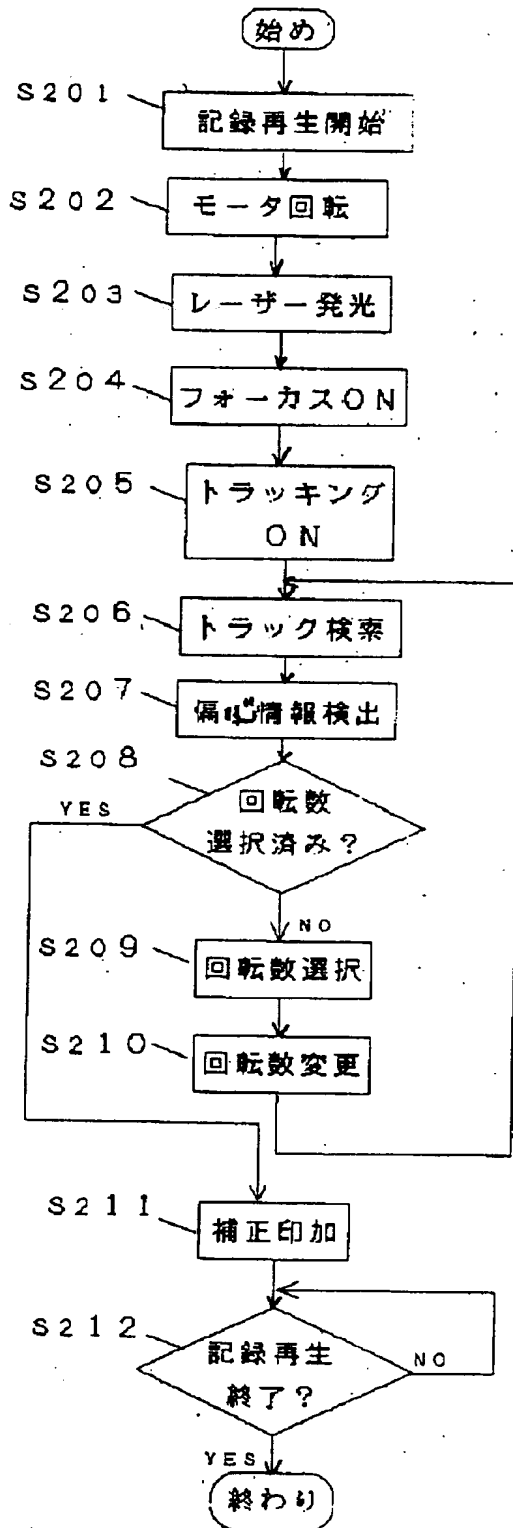 始め
S201
記録再生開始
S202
モータ回転
S203
レーザー発光
S204
フォーカスON
S205
トラッキング
ON
S206
トラック検索
S207
偏心情報検出
S208
YES
回転数
選択済み?
NO
S209
回転数選択
S210
回転数変更
S211
補正印加
S212
記録再生
終了?
NO
YES
終わり